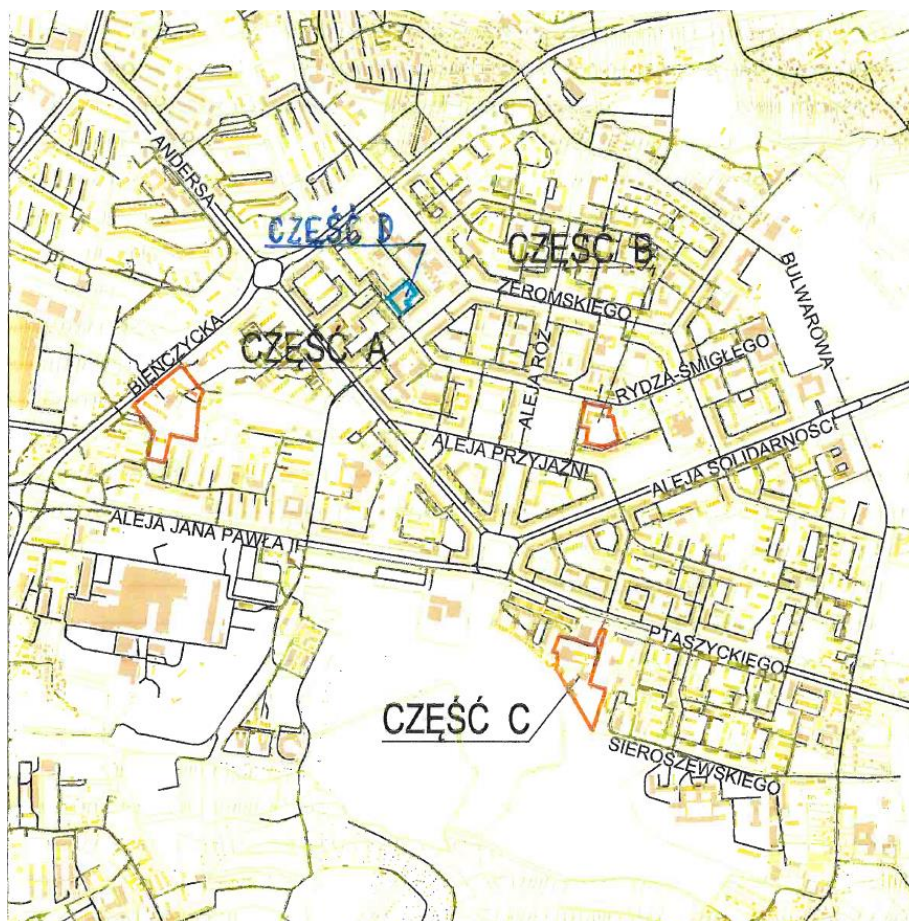 ANDERSA
CZĘŚĆ D
CZĘŚĆ B
BULWAROWA
ŻEROMSKIEGO
BIEŃCZYCKA
CZĘŚĆ A
ALEJA RÓŻ
RYDZA-ŚMIGŁEGO
ALEJA PRZYJAŹNI
ALEJA SOLIDARNOŚCI
ALEJA JANA PAWŁA II
PTASZYCKIEGO
CZĘŚĆ C
SIEROSZEWSKIEGO